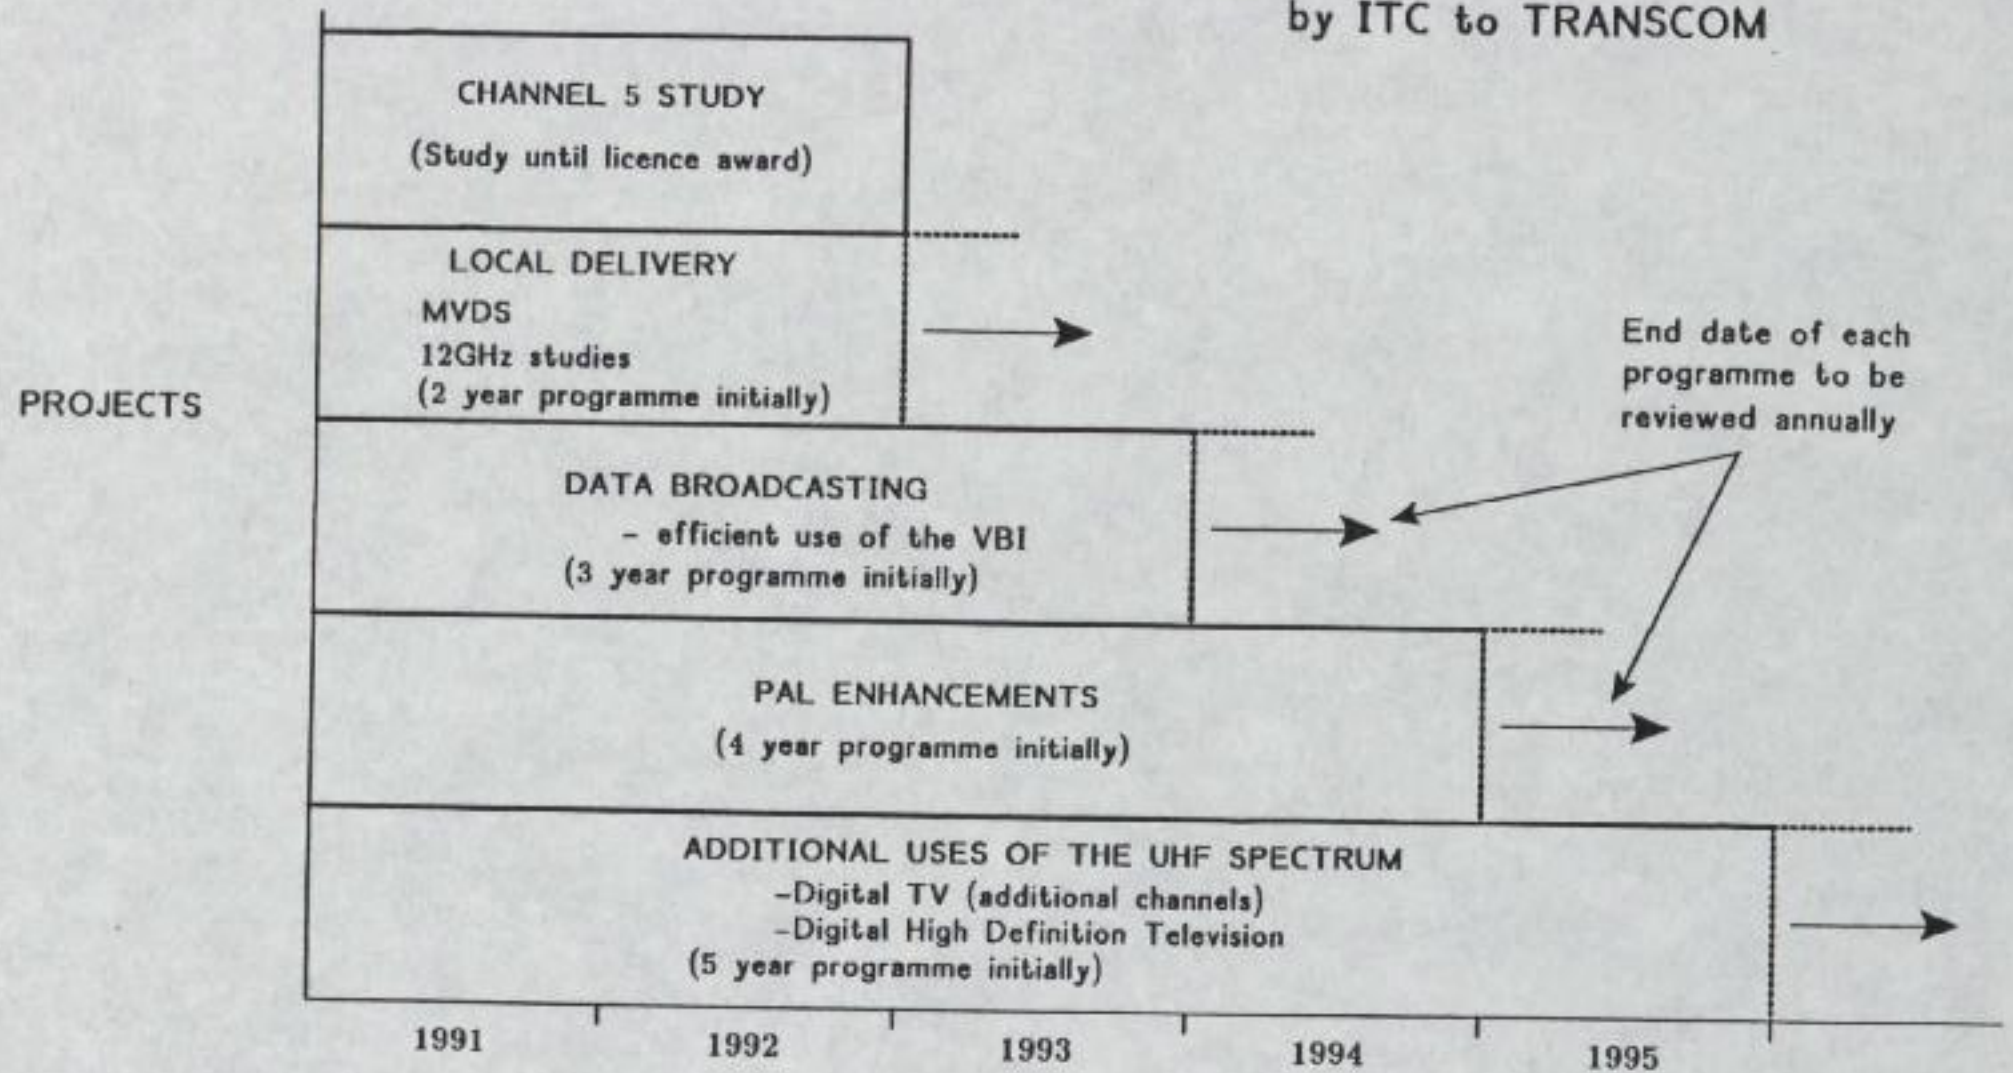 by ITC to TRANSCOM
CHANNEL 5 STUDY
(Study until licence award)
LOCAL DELIVERY
MVDS
12GHz studies
(2 year programme initially)
PROJECTS
End date of each
programme to be
reviewed annually
DATA BROADCASTING
- efficient use of the VBI
(3 year programme initially)
PAL ENHANCEMENTS
(4 year programme initially)
ADDITIONAL USES OF THE UHF SPECTRUM
-Digital TV (additional channels)
-Digital High Definition Television
(5 year programme initially)
1991 1992 1993 1994 1995